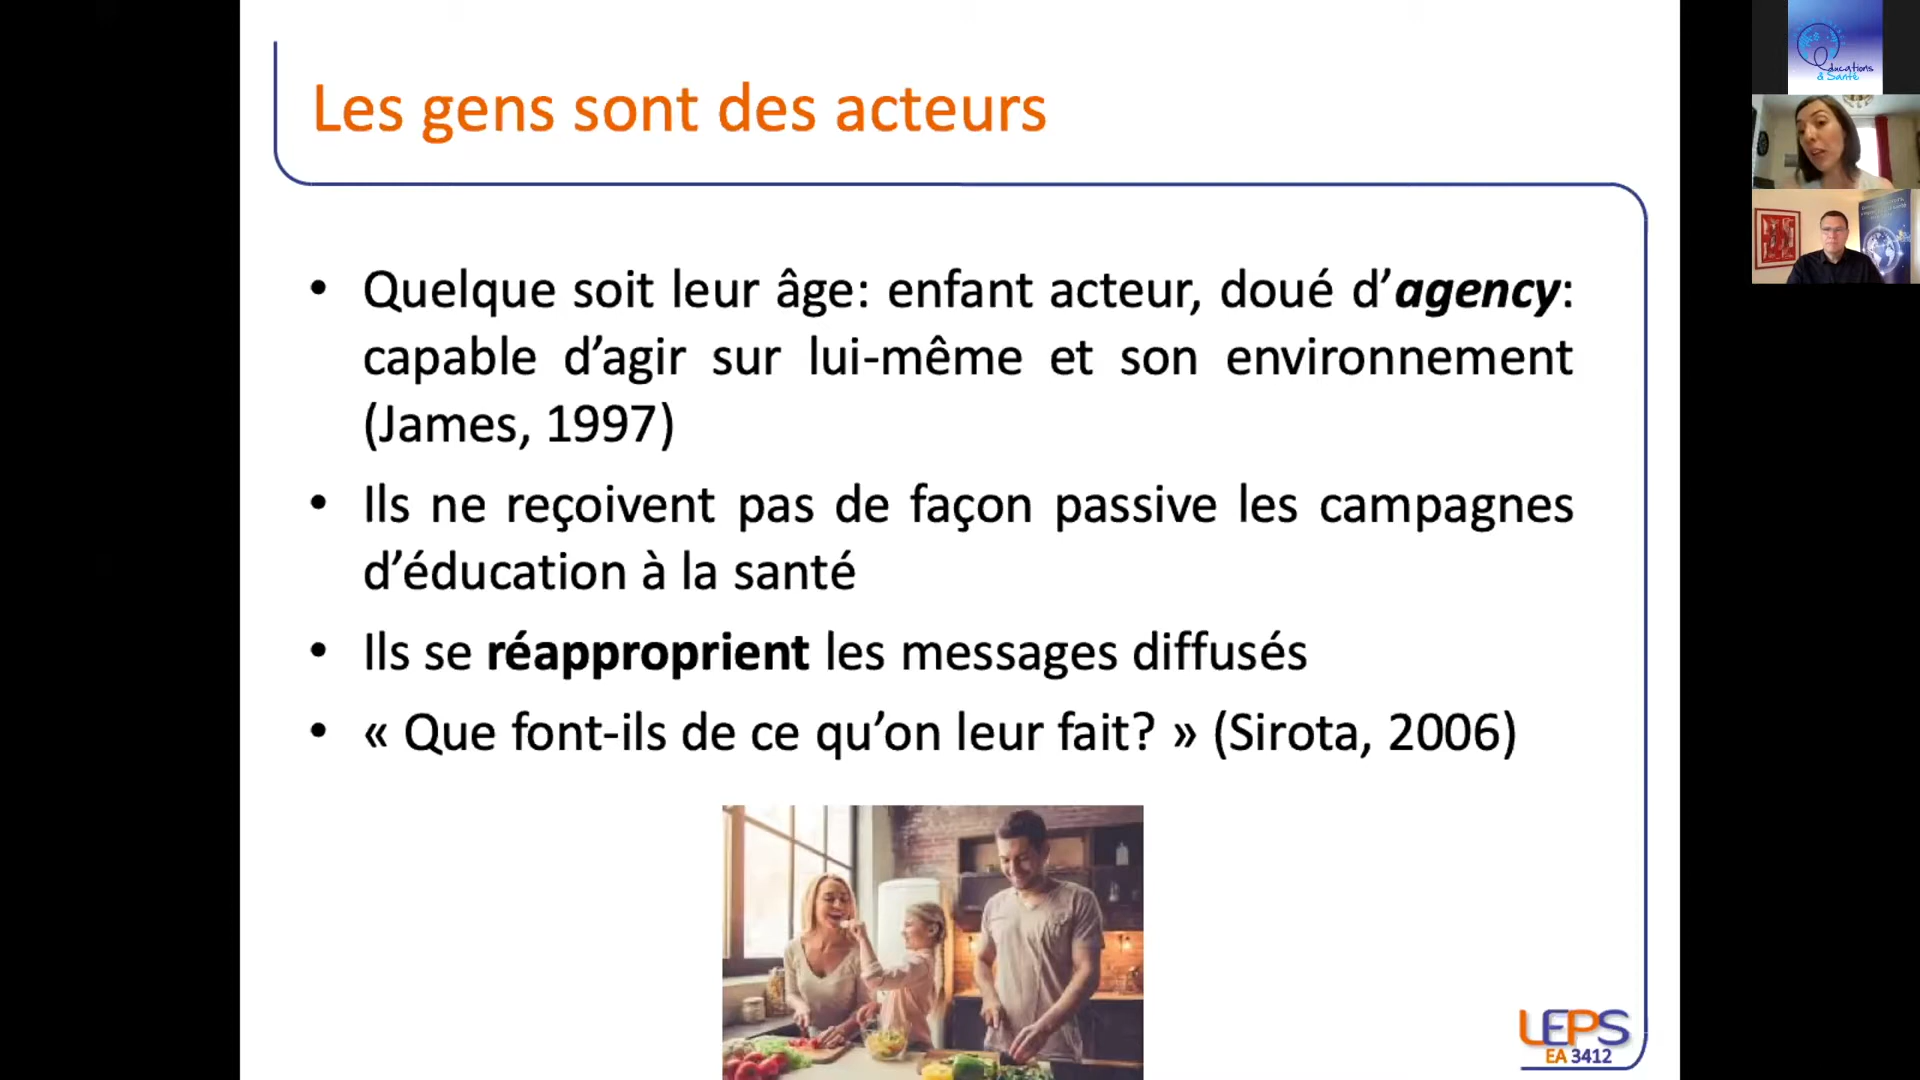 Les gens sont des acteurs
• Quelque soit leur âge: enfant acteur, doué d’agency:
capable d’agir sur lui-même et son environnement
(James, 1997)
• Ils ne reçoivent pas de façon passive les campagnes
d’éducation à la santé
• Ils se réapproprient les messages diffusés
• « Que font-ils de ce qu’on leur fait? » (Sirota, 2006)
LEPS
EA 3412
Educations
& Santé